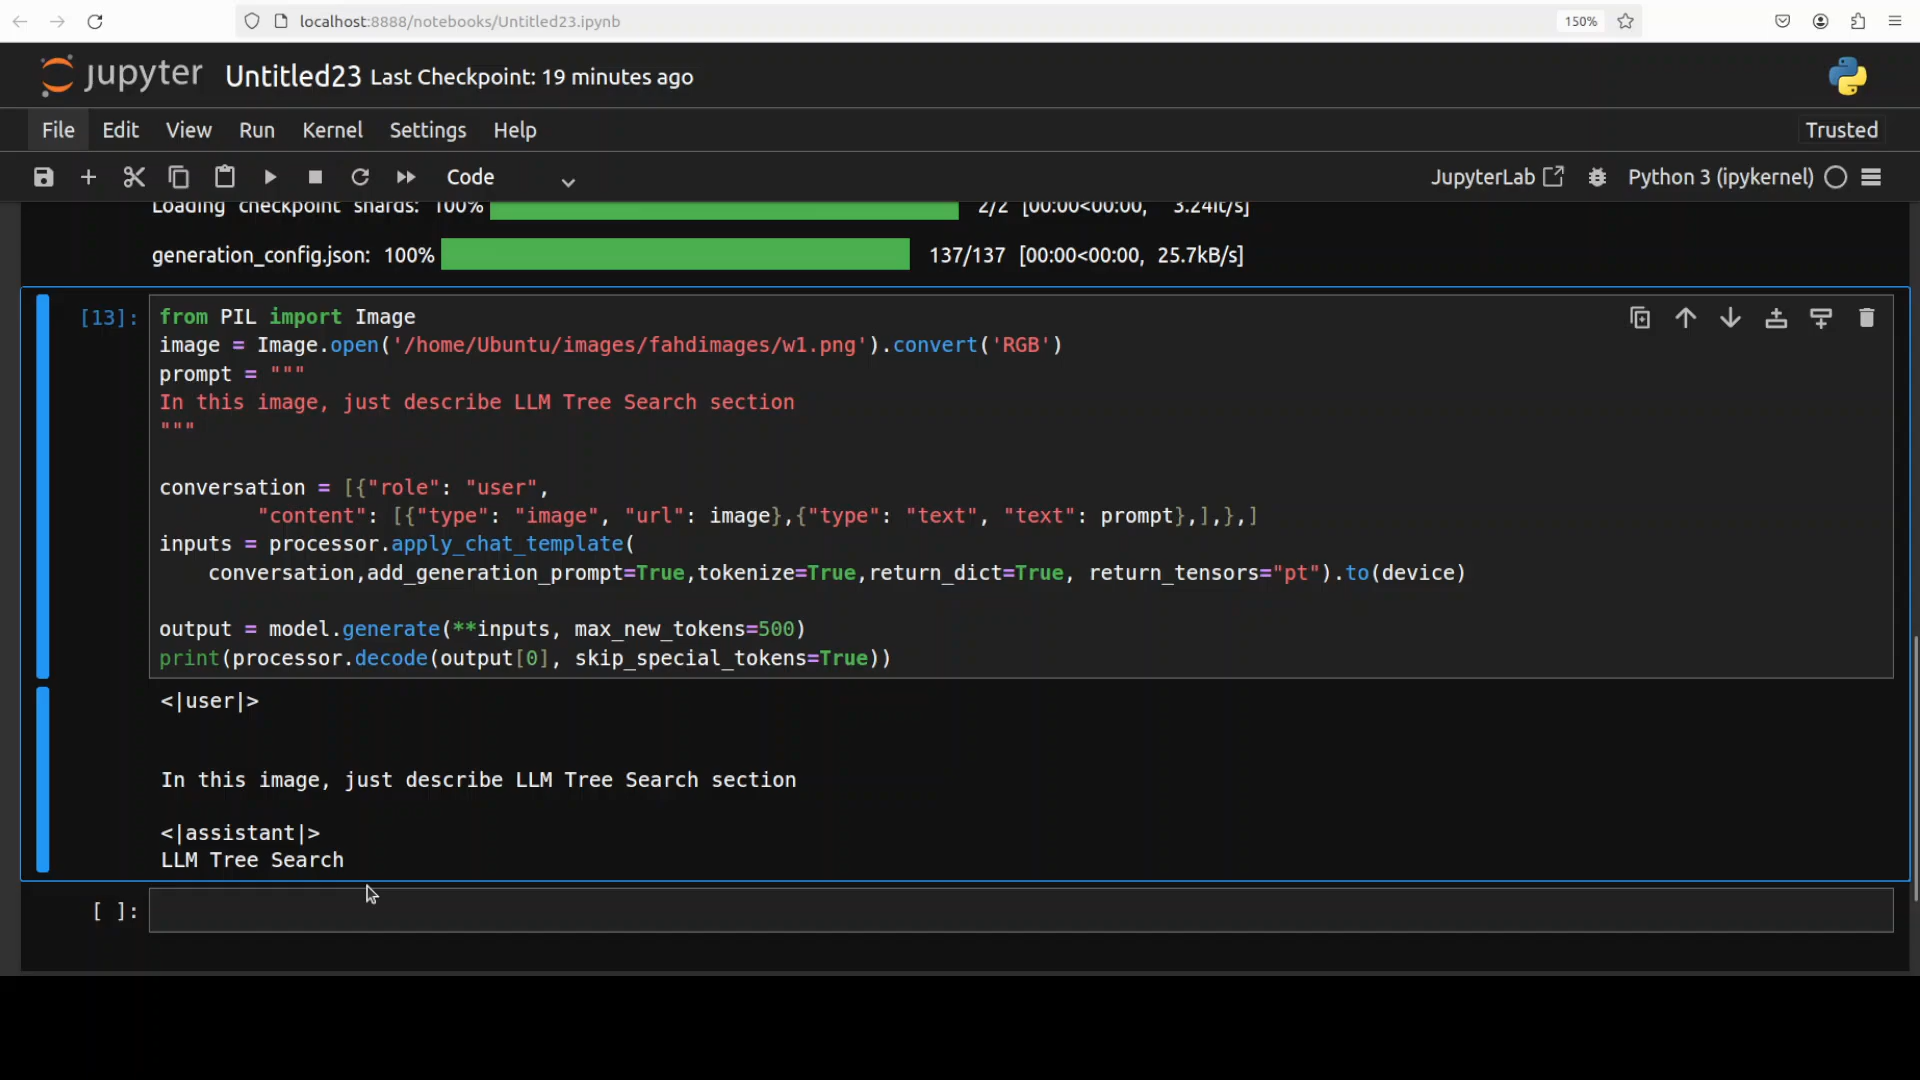 localhost:8888/notebooks/Untitled23.ipynb
150%
jupyter Untitled23 Last Checkpoint: 19 minutes ago
File Edit View Run Kernel Settings Help
Trusted
Code
JupyterLab
Python 3 (ipykernel)
Loading checkpoint shards: 100% 2/2 [00:00<00:00, 3.24it/s]
generation_config.json: 100% 137/137 [00:00<00:00, 25.7kB/s]
[13]:
from PIL import Image
image = Image.open('/home/Ubuntu/images/fahdimages/w1.png').convert('RGB')
prompt = """
In this image, just describe LLM Tree Search section
"""
conversation = [{"role": "user",
"content": [{"type": "image", "url": image},{"type": "text", "text": prompt},],},]
inputs = processor.apply_chat_template(
conversation,add_generation_prompt=True,tokenize=True,return_dict=True, return_tensors="pt").to(device)
output = model.generate(**inputs, max_new_tokens=500)
print(processor.decode(output[0], skip_special_tokens=True))
<|user|>
In this image, just describe LLM Tree Search section
<|assistant|>
LLM Tree Search
[ ]: